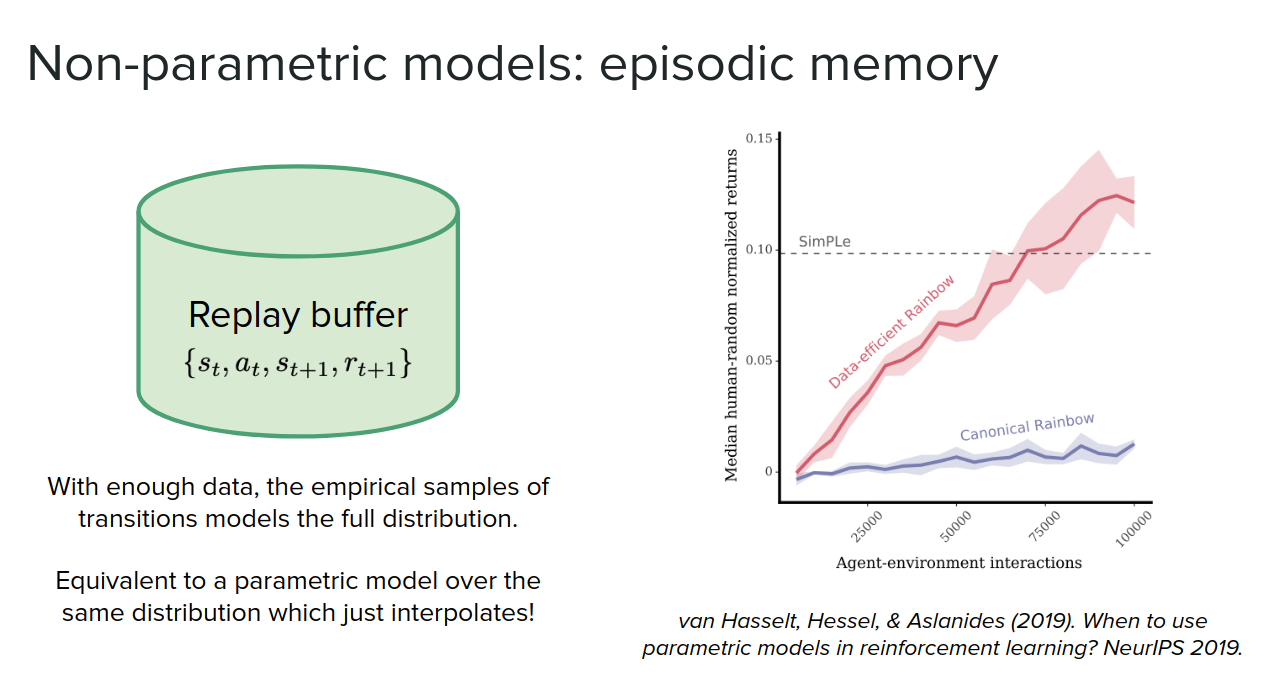 Non-parametric models: episodic memory
Replay buffer
{s_t, a_t, s_{t+1}, r_{t+1}}
With enough data, the empirical samples of
transitions models the full distribution.
Equivalent to a parametric model over the
same distribution which just interpolates!
Median human-random normalized returns
0.15
0.10
0.05
0
SimPLe
Data-efficient Rainbow
Canonical Rainbow
25000
50000
75000
100000
Agent-environment interactions
van Hasselt, Hessel, & Aslanides (2019). When to use
parametric models in reinforcement learning? NeurIPS 2019.